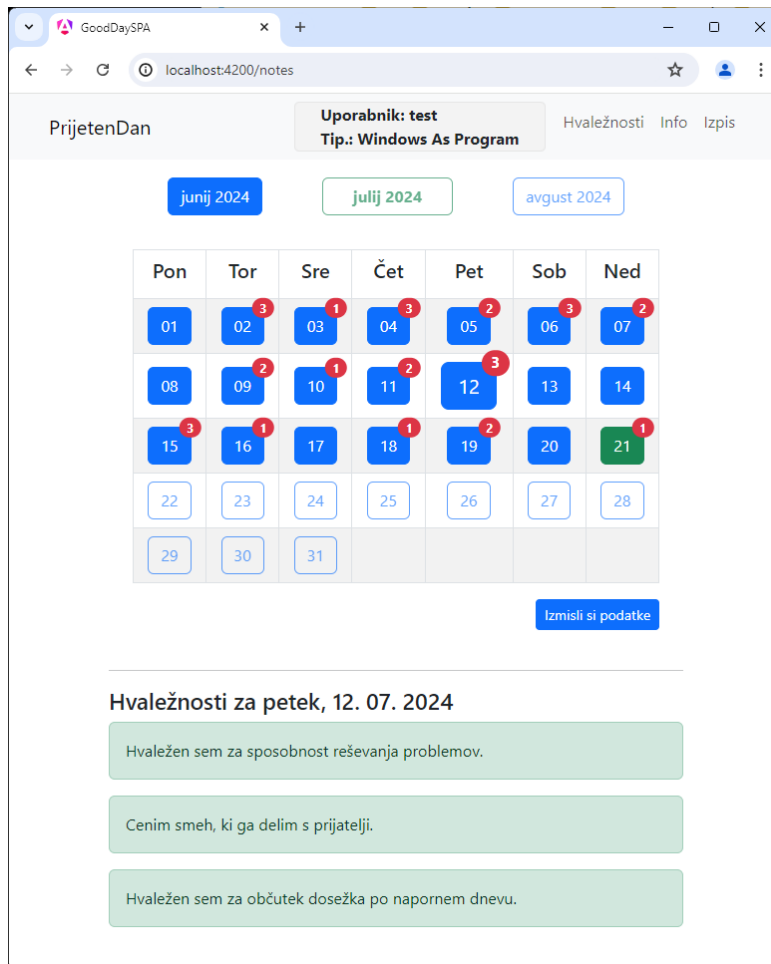 GoodDaySPA
localhost:4200/notes
PrijetenDan
Uporabnik: test
Tip.: Windows As Program
Hvaležnosti Info Izpis
junij 2024 julij 2024 avgust 2024
Pon Tor Sre Čet Pet Sob Ned
01 02 3 03 1 04 3 05 2 06 3 07 2
08 09 2 10 1 11 2 12 3 13 14
15 3 16 1 17 18 1 19 2 20 21 1
22 23 24 25 26 27 28
29 30 31
Izmisli si podatke
Hvaležnosti za petek, 12. 07. 2024
Hvaležen sem za sposobnost reševanja problemov.
Cenim smeh, ki ga delim s prijatelji.
Hvaležen sem za občutek dosežka po napornem dnevu.